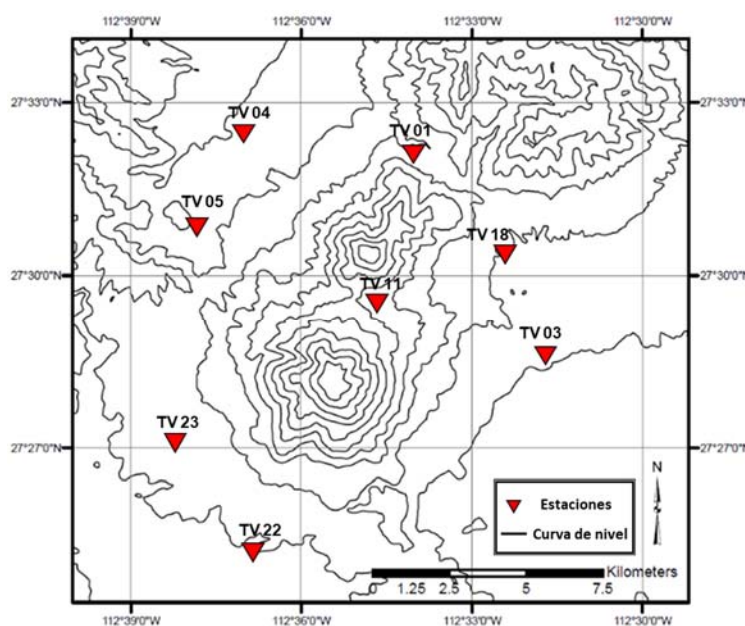 112°39'0"W 112°36'0"W 112°33'0"W 112°30'0"W
27°33'0"N 27°33'0"N
TV 04
TV 01
TV 05
TV 18
27°30'0"N 27°30'0"N
TV 11
TV 03
TV 23
27°27'0"N 27°27'0"N
N
Estaciones
Curva de nivel
TV 22
Kilometers
0 1.25 2.5 5 7.5
112°39'0"W 112°36'0"W 112°33'0"W 112°30'0"W